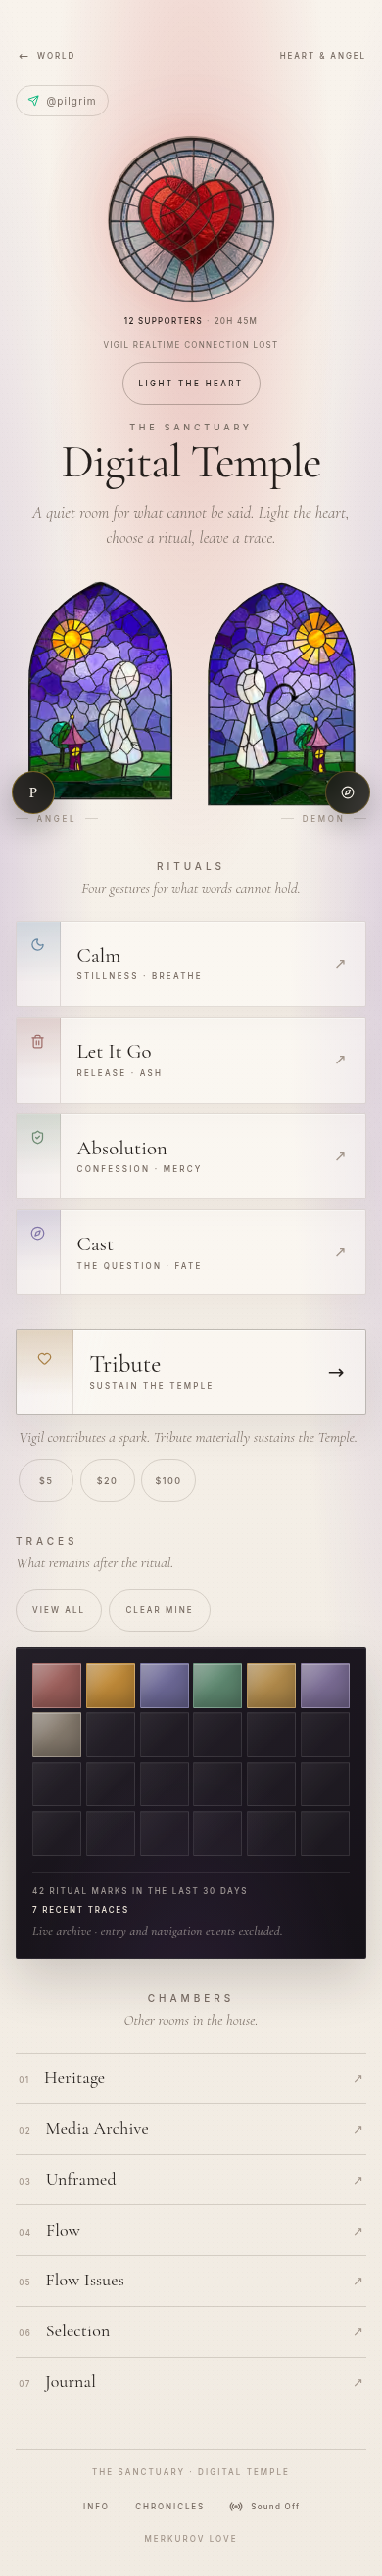 ← WORLD
HEART & ANGEL
@pilgrim
12 SUPPORTERS · 20H 45M
VIGIL REALTIME CONNECTION LOST
LIGHT THE HEART
THE SANCTUARY
Digital Temple
A quiet room for what cannot be said. Light the heart,
choose a ritual, leave a trace.
P
ANGEL
DEMON
RITUALS
Four gestures for what words cannot hold.
Calm
STILLNESS · BREATHE
↗
Let It Go
RELEASE · ASH
↗
Absolution
CONFESSION · MERCY
↗
Cast
THE QUESTION · FATE
↗
Tribute
SUSTAIN THE TEMPLE
→
Vigil contributes a spark. Tribute materially sustains the Temple.
$5
$20
$100
TRACES
What remains after the ritual.
VIEW ALL
CLEAR MINE
42 RITUAL MARKS IN THE LAST 30 DAYS
7 RECENT TRACES
Live archive · entry and navigation events excluded.
CHAMBERS
Other rooms in the house.
01 Heritage ↗
02 Media Archive ↗
03 Unframed ↗
04 Flow ↗
05 Flow Issues ↗
06 Selection ↗
07 Journal ↗
THE SANCTUARY · DIGITAL TEMPLE
INFO
CHRONICLES
Sound Off
MERKUROV LOVE